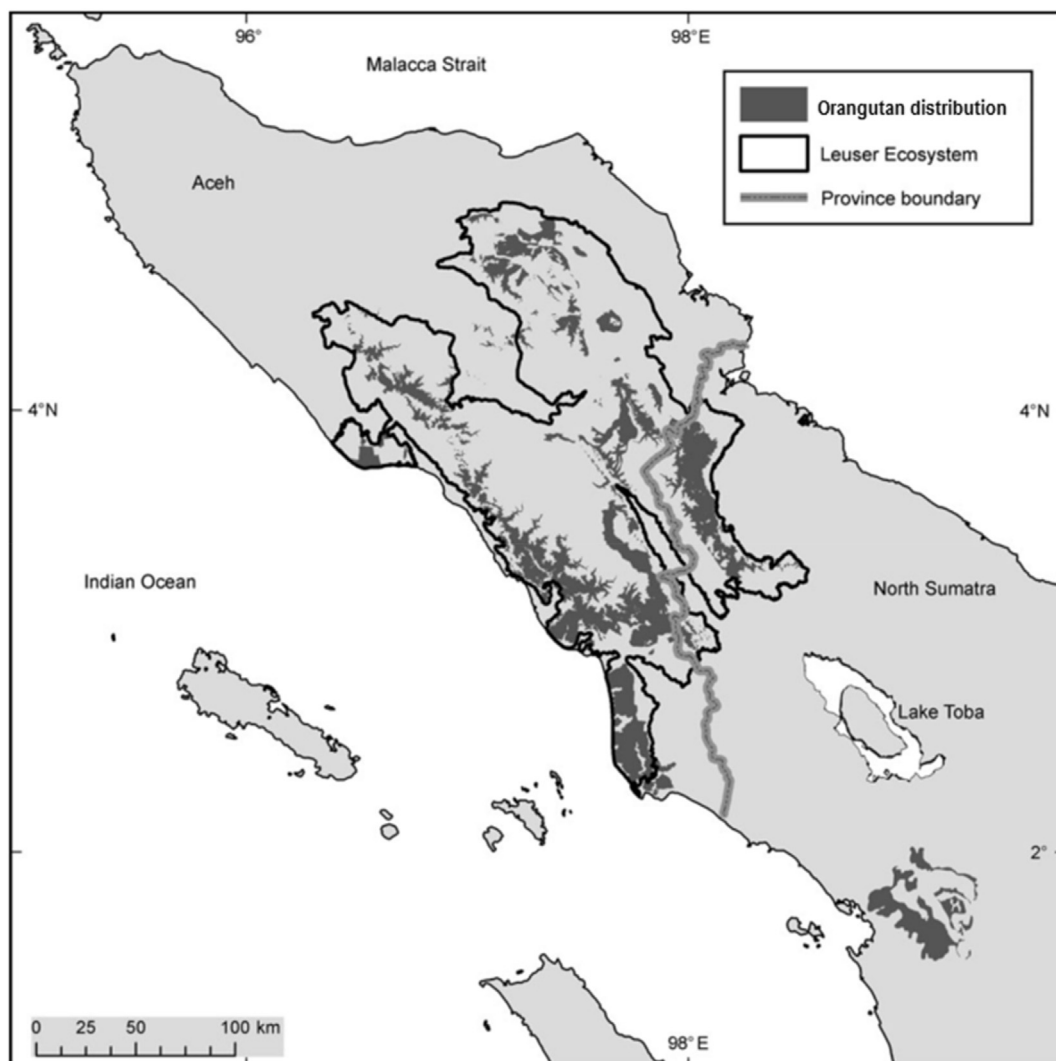 96°
98°E
Malacca Strait
Orangutan distribution
Leuser Ecosystem
Province boundary
Aceh
4°N
4°N
Indian Ocean
North Sumatra
Lake Toba
2°
0 25 50 100 km
98°E